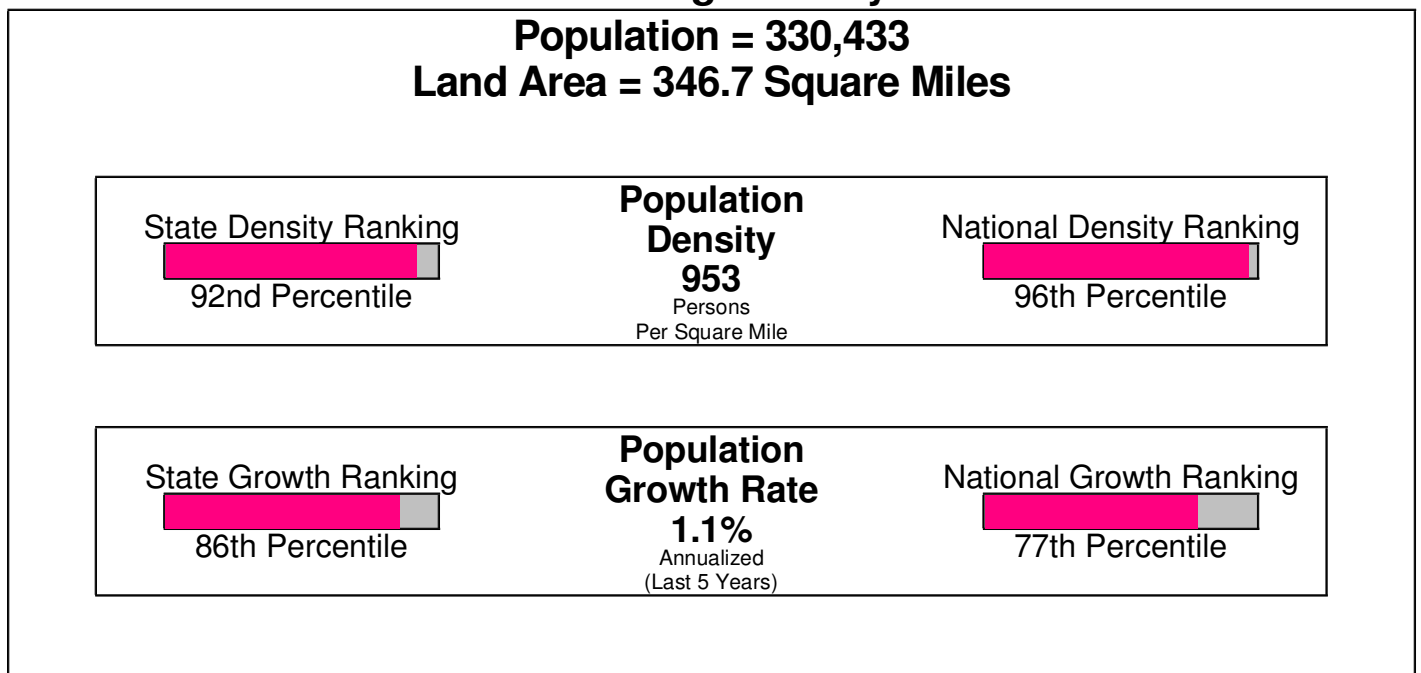 Population = 330,433
Land Area = 346.7 Square Miles
State Density Ranking
92nd Percentile
Population
Density
953
Persons
Per Square Mile
National Density Ranking
96th Percentile
State Growth Ranking
86th Percentile
Population
Growth Rate
1.1%
Annualized
(Last 5 Years)
National Growth Ranking
77th Percentile